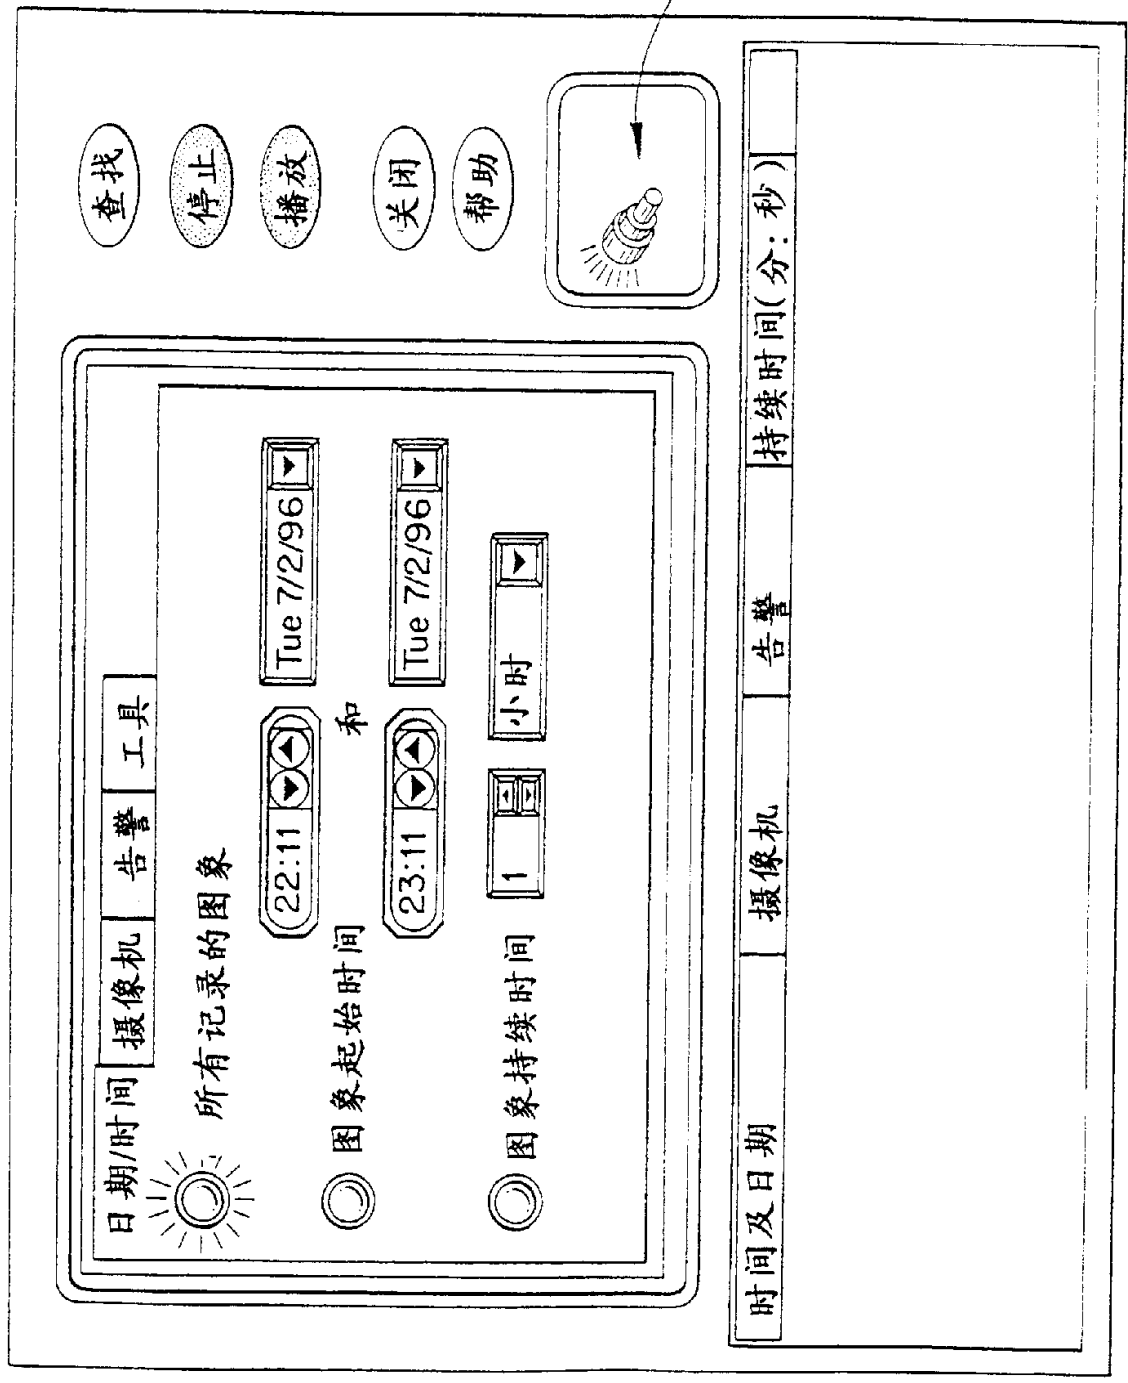 日期/时间 摄像机 告警 工具
所有记录的图象
22:11 Tue 7/2/96
图象起始时间 和
23:11 Tue 7/2/96
图象持续时间 1 小时
查找
停止
播放
关闭
帮助
时间及日期 摄像机 告警 持续时间(分:秒)